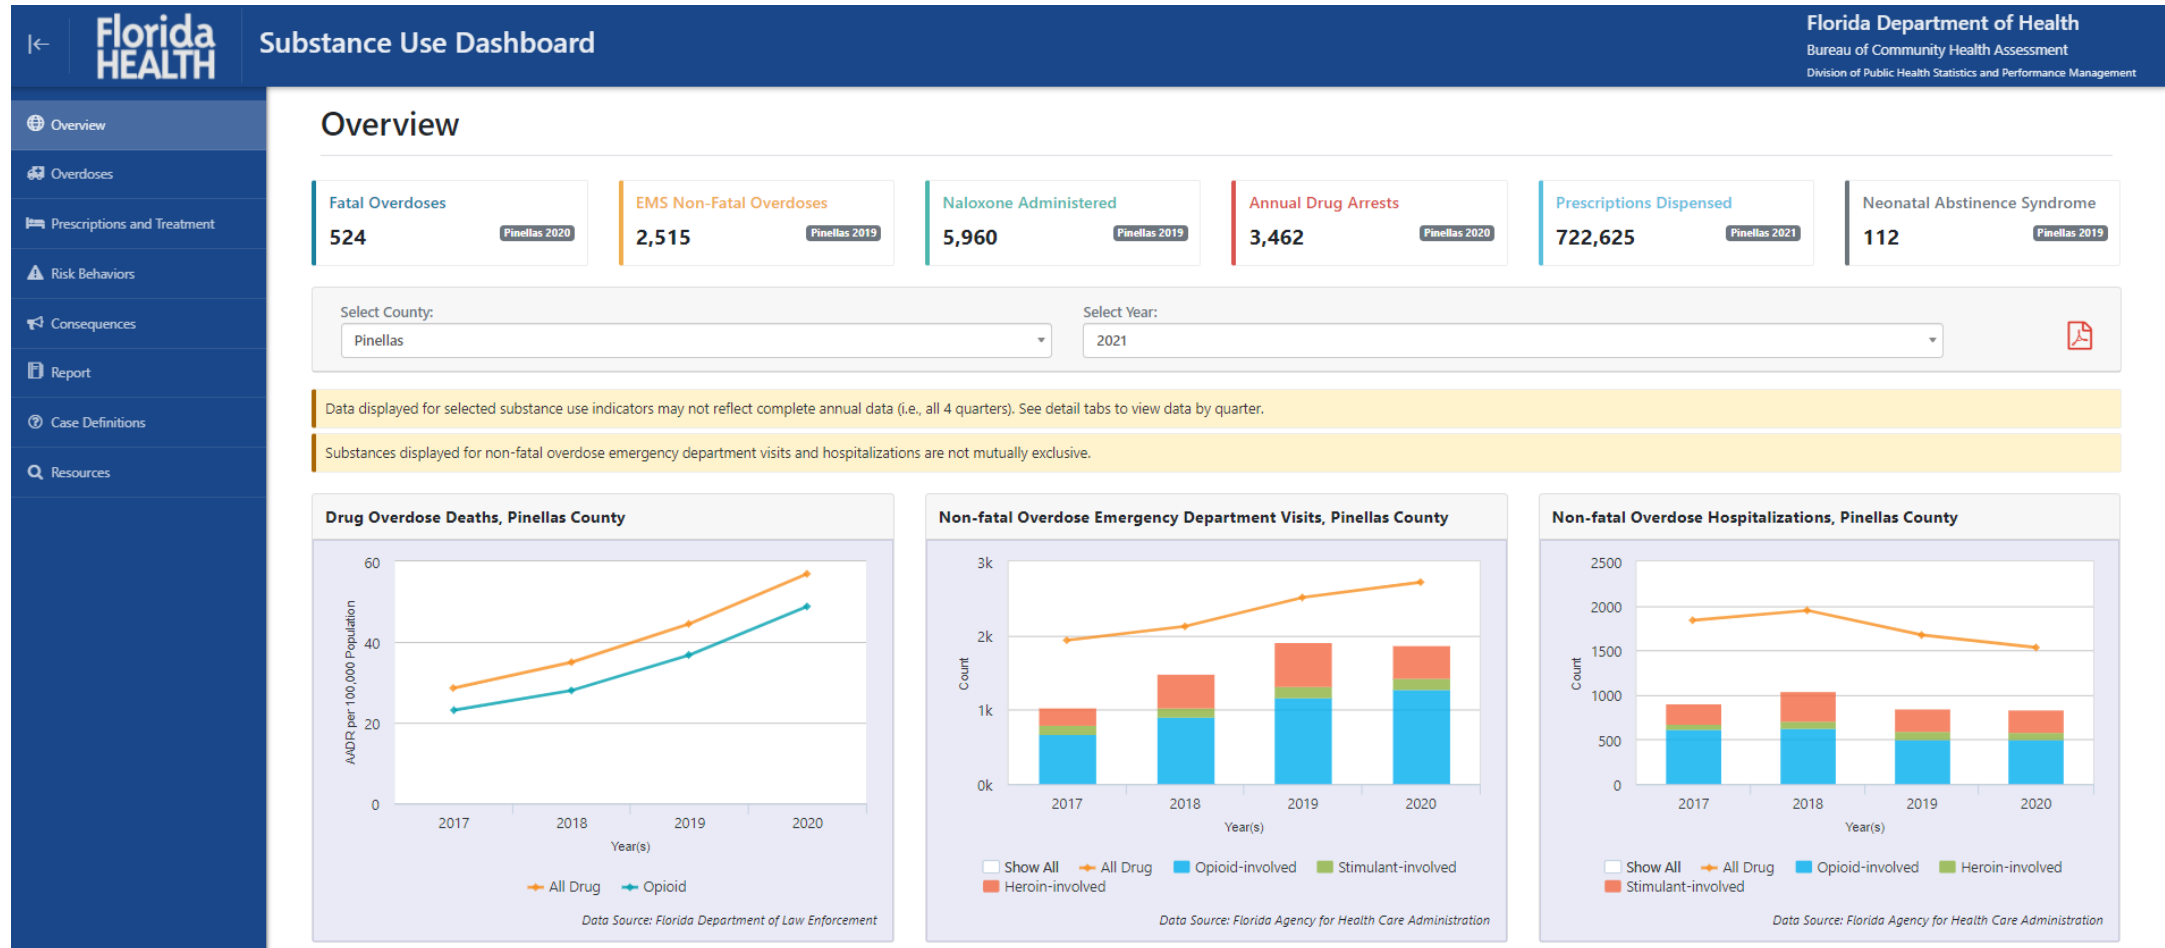 Florida
HEALTH
Substance Use Dashboard
Florida Department of Health
Bureau of Community Health Assessment
Division of Public Health Statistics and Performance Management
Overview
Overdoses
Prescriptions and Treatment
Risk Behaviors
Consequences
Report
Case Definitions
Resources
Overview
Fatal Overdoses
524 Pinellas 2020
EMS Non-Fatal Overdoses
2,515 Pinellas 2019
Naloxone Administered
5,960 Pinellas 2019
Annual Drug Arrests
3,462 Pinellas 2020
Prescriptions Dispensed
722,625 Pinellas 2021
Neonatal Abstinence Syndrome
112 Pinellas 2019
Select County:
Pinellas
Select Year:
2021
Data displayed for selected substance use indicators may not reflect complete annual data (i.e., all 4 quarters). See detail tabs to view data by quarter.
Substances displayed for non-fatal overdose emergency department visits and hospitalizations are not mutually exclusive.
Drug Overdose Deaths, Pinellas County
60
40
20
0
AADR per 100,000 Population
2017 2018 2019 2020
Year(s)
All Drug Opioid
Data Source: Florida Department of Law Enforcement
Non-fatal Overdose Emergency Department Visits, Pinellas County
3k
2k
1k
0k
Count
2017 2018 2019 2020
Year(s)
Show All All Drug Opioid-involved Stimulant-involved
Heroin-involved
Data Source: Florida Agency for Health Care Administration
Non-fatal Overdose Hospitalizations, Pinellas County
2500
2000
1500
1000
500
0
Count
2017 2018 2019 2020
Year(s)
Show All All Drug Opioid-involved Heroin-involved
Stimulant-involved
Data Source: Florida Agency for Health Care Administration